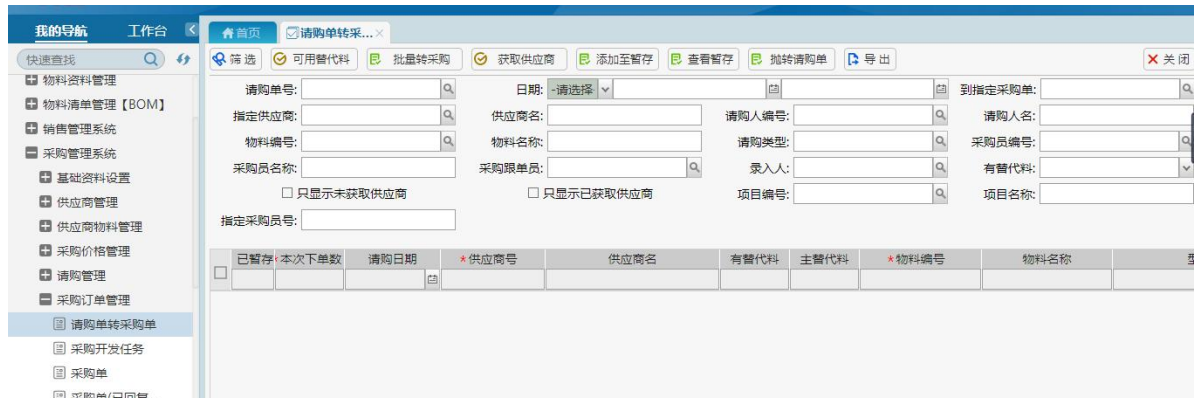 我的导航 工作台
首页 请购单转采...
快速查找
筛选 可用替代料 批量转采购 获取供应商 添加至暂存 查看暂存 抛转请购单 导出 关闭
物料资料管理
物料清单管理【BOM】
销售管理系统
采购管理系统
基础资料设置
供应商管理
供应商物料管理
采购价格管理
请购管理
采购订单管理
请购单转采购单
采购开发任务
采购单
采购单(已回复
请购单号: 日期: -请选择 到指定采购单:
指定供应商: 供应商名: 请购人编号: 请购人名:
物料编号: 物料名称: 请购类型: 采购员编号:
采购员名称: 采购跟单员: 录入人: 有替代料:
只显示未获取供应商 只显示已获取供应商 项目编号: 项目名称:
指定采购员号:
已暂存 *本次下单数 请购日期 *供应商号 供应商名 有替代料 主替代料 *物料编号 物料名称